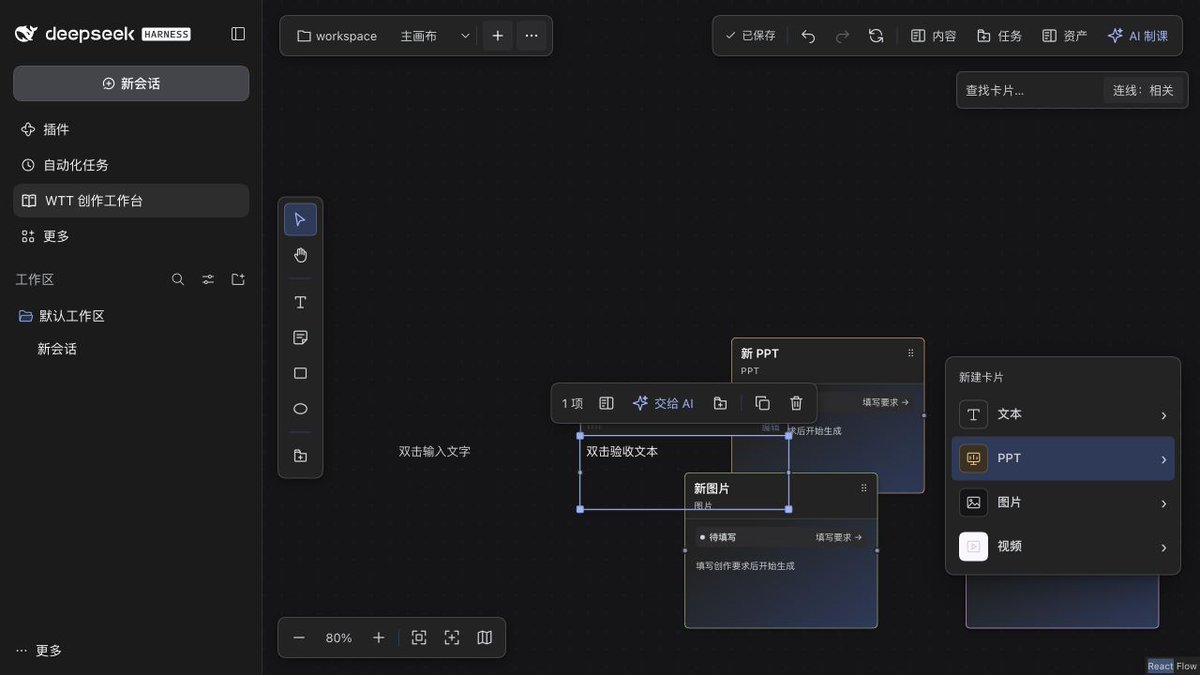 deepseek HARNESS
新会话
插件
自动化任务
WTT 创作工作台
更多
工作区
默认工作区
新会话
更多
workspace
主画布
已保存
内容
任务
资产
AI 制课
查找卡片...
连线：相关
双击输入文字
1 项
交给 AI
编辑
双击验收文本
新 PPT
PPT
填写要求 →
求后开始生成
新图片
图片
待填写
填写要求 →
填写创作要求后开始生成
新建卡片
文本
PPT
图片
视频
80%
React Flow